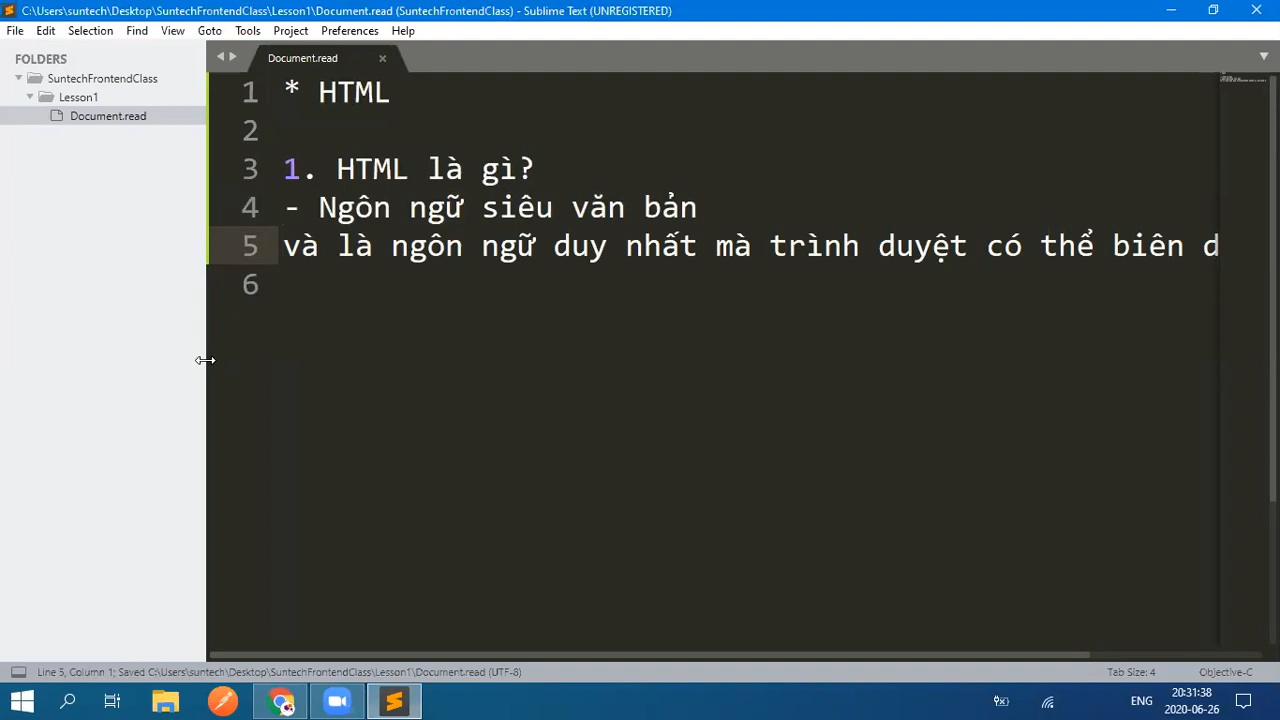 C:\Users\suntech\Desktop\SuntechFrontendClass\Lesson1\Document.read (SuntechFrontendClass) - Sublime Text (UNREGISTERED)
File Edit Selection Find View Goto Tools Project Preferences Help
FOLDERS
SuntechFrontendClass
Lesson1
Document.read
Document.read
1 * HTML
2
3 1. HTML là gì?
4 - Ngôn ngữ siêu văn bản
5 và là ngôn ngữ duy nhất mà trình duyệt có thể biên d
6
Line 5, Column 1; Saved C:\Users\suntech\Desktop\SuntechFrontendClass\Lesson1\Document.read (UTF-8)
Tab Size: 4
Objective-C
ENG
20:31:38
2020-06-26